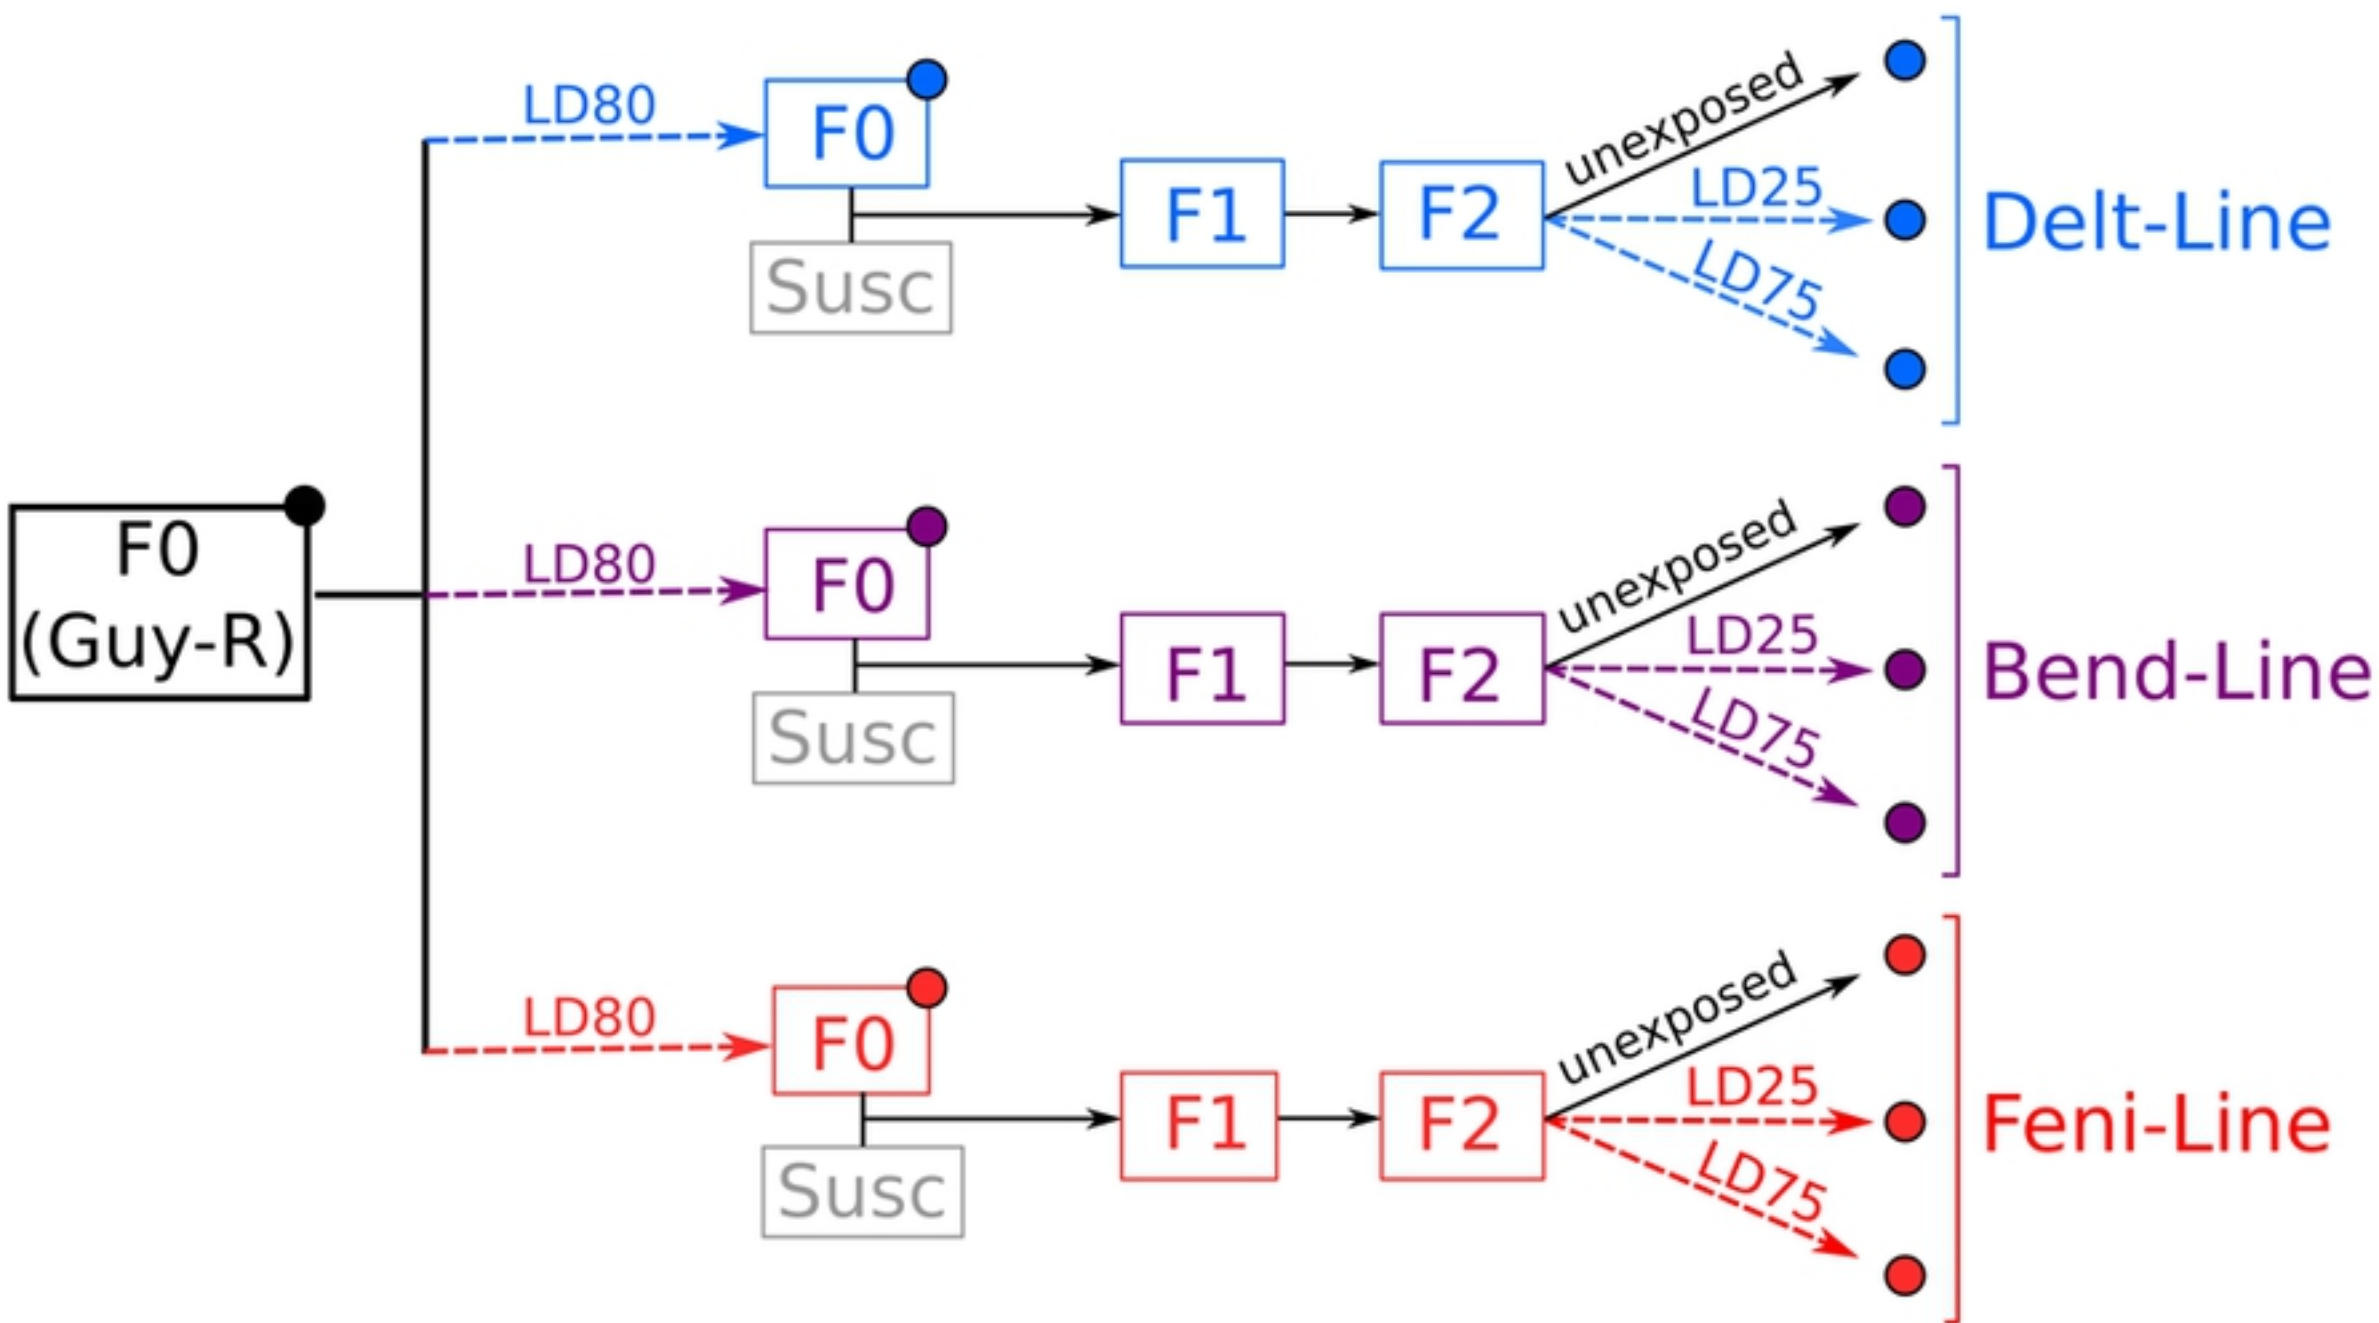 F0
(Guy-R)
LD80
F0
Susc
F1
F2
unexposed
LD25
LD75
Delt-Line
LD80
F0
Susc
F1
F2
unexposed
LD25
LD75
Bend-Line
LD80
F0
Susc
F1
F2
unexposed
LD25
LD75
Feni-Line